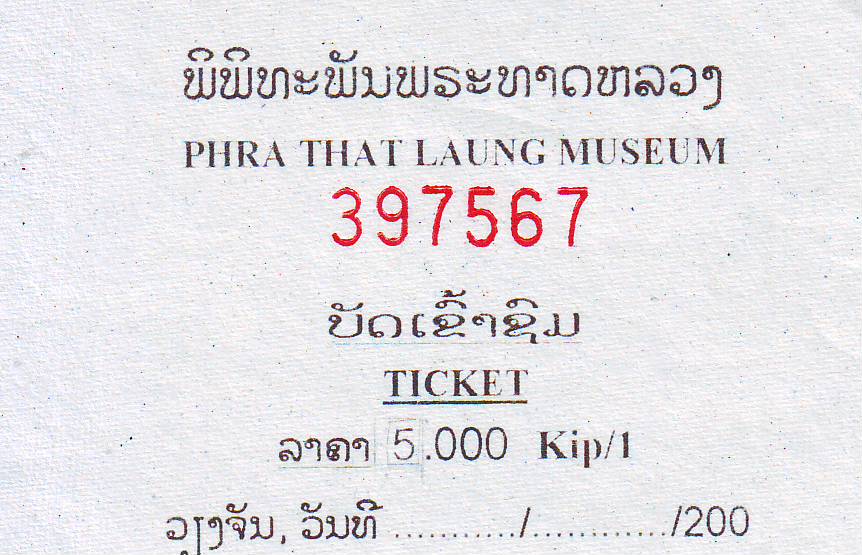 ພິພິທະພັນພຣະທາດຫລວງ
PHRA THAT LAUNG MUSEUM
397567
ບັດເຂົ້າຊົມ
TICKET
ລາຄາ 5.000 Kip/1
ວຽງຈັນ, ວັນທີ ............/............../200